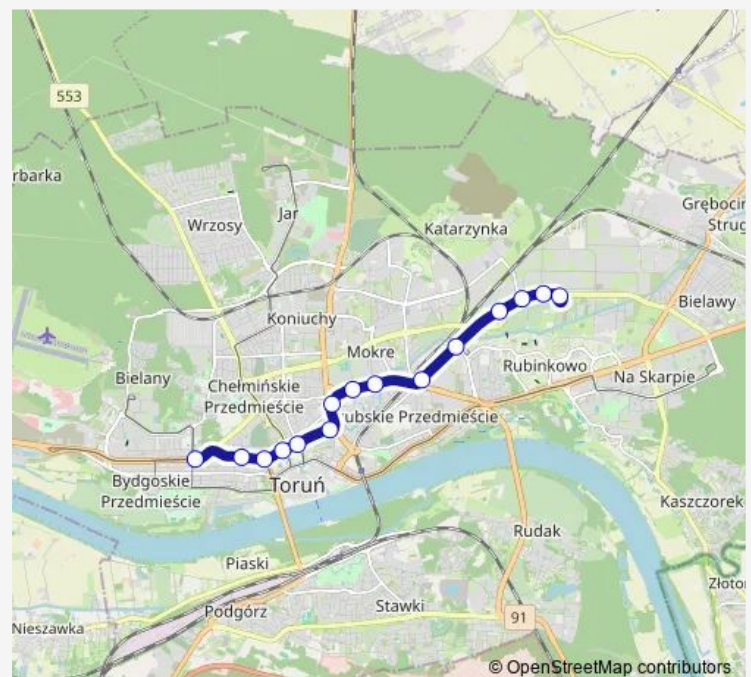 553
rbarka
Jar
Wrzosy
Katarzynka
Grębocin
Strug
Koniuchy
Bielawy
Mokre
Rubinkowo
Bielany
Chełmińskie
Przedmieście
Na Skarpie
ubskie Przedmieście
Bydgoskie
Przedmieście
Toruń
Kaszczorek
Rudak
Piaski
Złotor
Podgórz
Stawki
91
Nieszawka
© OpenStreetMap contributors